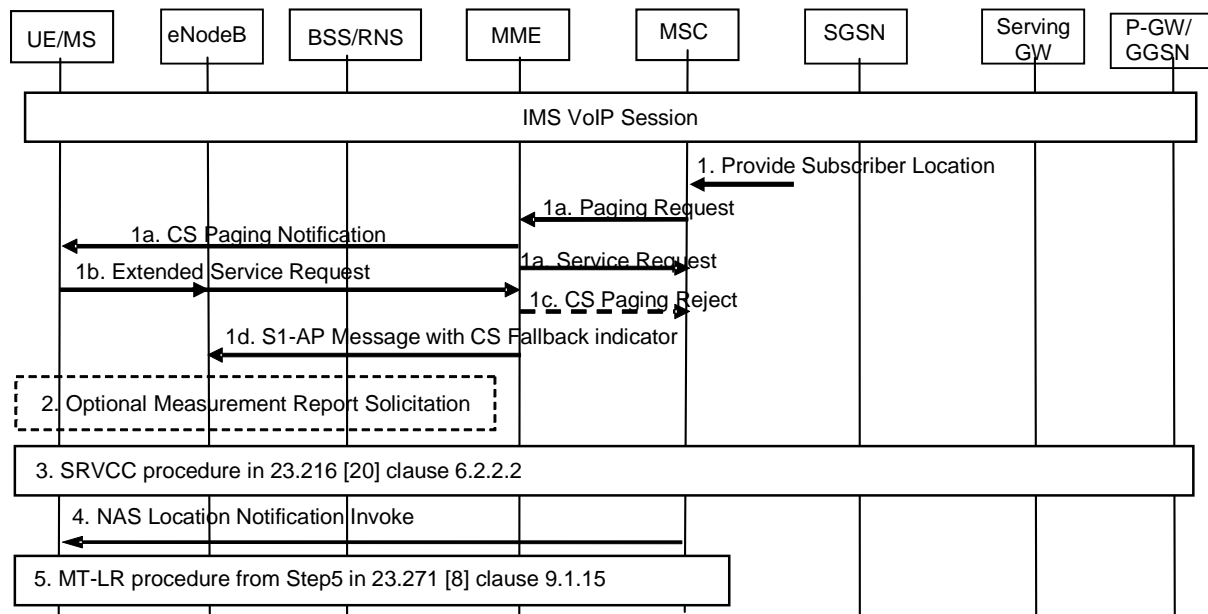 UE/MS
eNodeB
BSS/RNS
MME
MSC
SGSN
Serving
GW
P-GW/
GGSN
IMS VoIP Session
1. Provide Subscriber Location
1a. Paging Request
1a. CS Paging Notification
1a. Service Request
1b. Extended Service Request
1c. CS Paging Reject
1d. S1-AP Message with CS Fallback indicator
2. Optional Measurement Report Solicitation
3. SRVCC procedure in 23.216 [20] clause 6.2.2.2
4. NAS Location Notification Invoke
5. MT-LR procedure from Step5 in 23.271 [8] clause 9.1.15